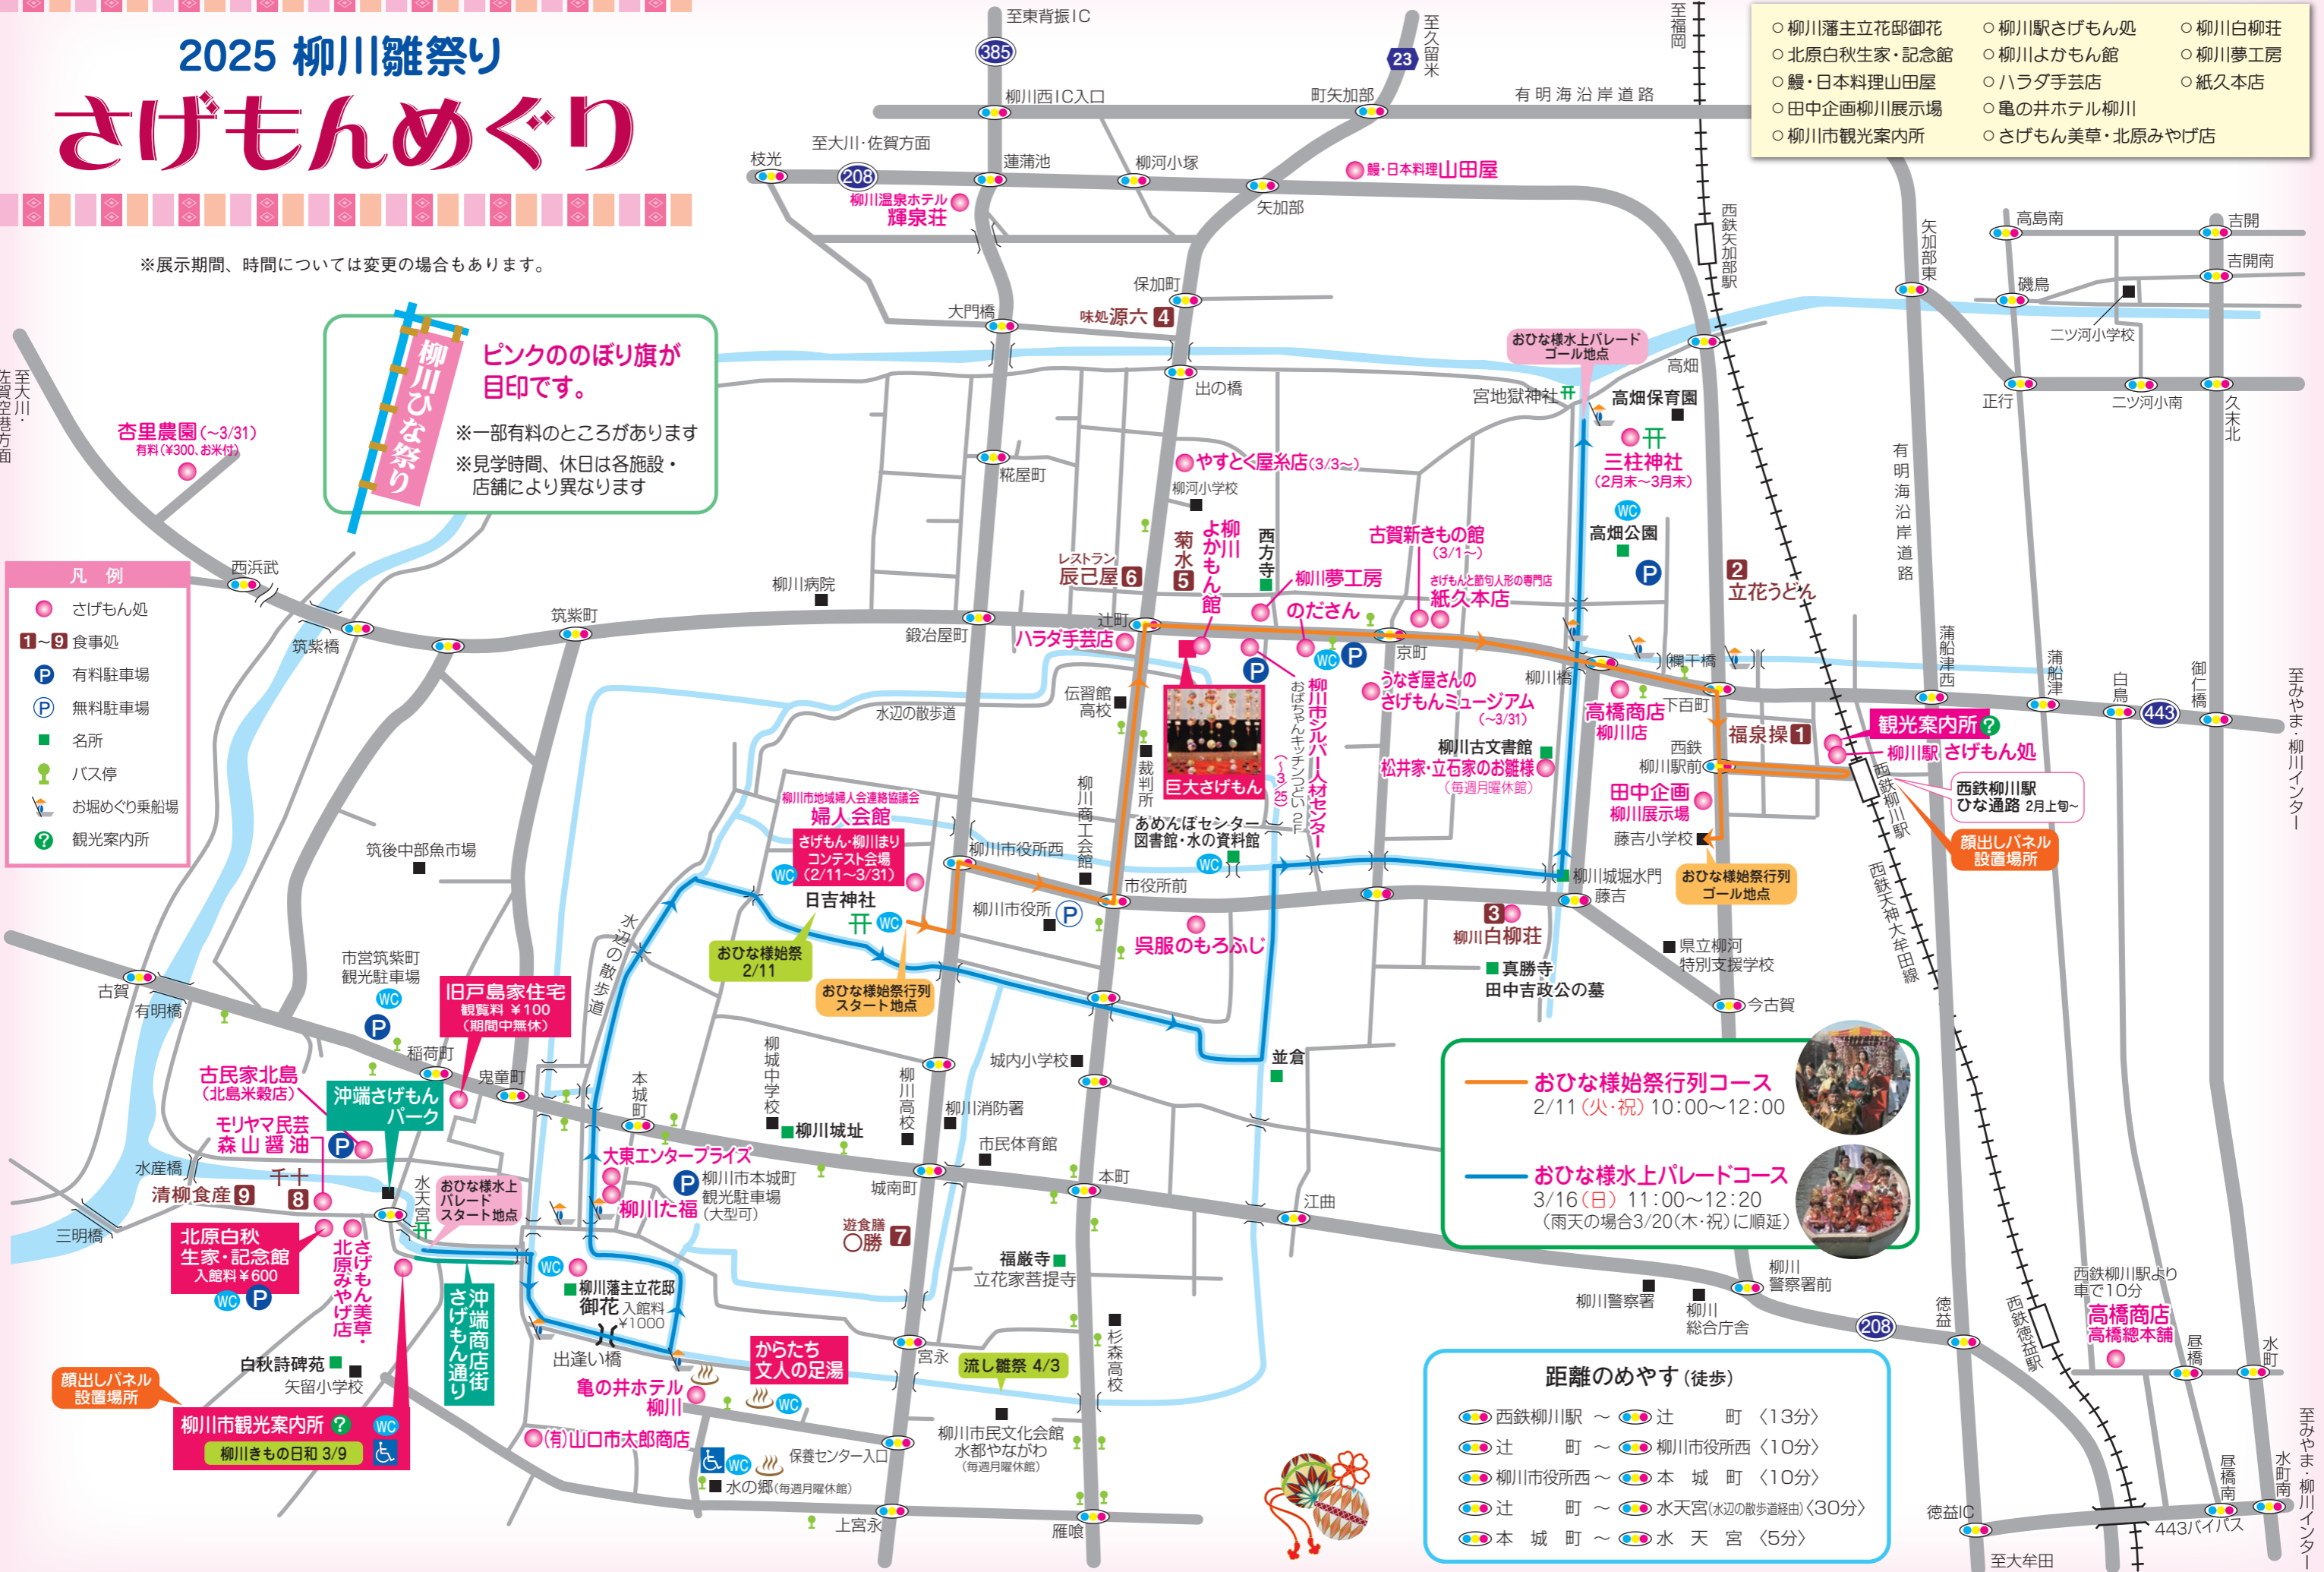 2025 柳川雛祭り
さげもんめぐり
※展示期間、時間については変更の場合もあります。
○柳川藩主立花邸御花
○北原白秋生家・記念館
○鰻・日本料理山田屋
○田中企画柳川展示場
○柳川市観光案内所
○柳川駅さげもん処
○柳川よかもん館
○ハラダ手芸店
○亀の井ホテル柳川
○さげもん美草・北原みやげ店
○柳川白柳荘
○柳川夢工房
○紙久本店
柳川ひな祭り
ピンクののぼり旗が
目印です。
※一部有料のところがあります
※見学時間、休日は各施設・
店舗により異なります
凡 例
さげもん処
1～9 食事処
P 有料駐車場
P 無料駐車場
名所
バス停
お堀めぐり乗船場
? 観光案内所
至東背振IC
385
至久留米
23
至福岡
柳川西IC入口
町矢加部
有明海沿岸道路
至大川・佐賀方面
枝光
208
蓮蒲池
柳河小塚
矢加部
鰻・日本料理山田屋
柳川温泉ホテル
輝泉荘
西鉄矢加部駅
矢加部東
高島南
吉開
吉開南
磯鳥
二ツ河小学校
正行
二ツ河小南
久末北
保加町
大門橋
味処源六 4
出の橋
高畑
おひな様水上パレード
ゴール地点
宮地獄神社
高畑保育園
三柱神社
(2月末～3月末)
WC
高畑公園
P
有明海沿岸道路
至大川・
佐賀空港方面
杏里農園(～3/31)
有料(¥300、お米付)
西浜武
筑紫橋
筑紫町
柳川病院
糀屋町
鍛冶屋町
やすとく屋糸店(3/3～)
柳河小学校
レストラン
辰己屋 6
菊水 5
柳川
よかもん館
西方寺
柳川夢工房
のださん
古賀新きもの館
(3/1～)
さげもんと節句人形の専門店
紙久本店
2
立花うどん
辻町
ハラダ手芸店
京町
WC P
P
柳川橋
欄干橋
蒲船津西
蒲船津
白鳥
443
御仁橋
至みやま・柳川インター
伝習館
高校
水辺の散歩道
巨大さげもん
裁判所
おばちゃんキッチンつどい2F
柳川市シルバー人材センター
(～3/25)
うなぎ屋さんの
さげもんミュージアム
(～3/31)
高橋商店
柳川店
下百町
福泉操 1
観光案内所 ?
柳川駅 さげもん処
西鉄
柳川駅前
柳川古文書館
松井家・立石家のお雛様
(毎週月曜休館)
西鉄柳川駅
西鉄柳川駅
ひな通路 2月上旬～
顔出しパネル
設置場所
田中企画
柳川展示場
藤吉小学校
おひな様始祭行列
ゴール地点
西鉄天神大牟田線
柳川市地域婦人会連絡協議会
婦人会館
さげもん・柳川まり
コンテスト会場
(2/11～3/31)
WC
日吉神社
WC
おひな様始祭
2/11
おひな様始祭行列
スタート地点
柳川市役所西
柳川市役所
P
柳川商工会館
市役所前
あめんぼセンター
図書館・水の資料館
WC
柳川城堀水門
藤吉
呉服のもろふじ
3
柳川白柳荘
真勝寺
田中吉政公の墓
県立柳河
特別支援学校
今古賀
筑後中部魚市場
水辺の散歩道
古賀
有明橋
市営筑紫町
観光駐車場
WC
P
旧戸島家住宅
観覧料 ¥100
(期間中無休)
稲荷町
古民家北島
(北島米穀店)
沖端さげもん
パーク
鬼童町
本城町
柳城中学校
柳川城址
柳川高校
柳川消防署
市民体育館
城内小学校
並倉
モリヤマ民芸
森山醤油
P
水産橋
千十
8
清柳食産 9
三明橋
水天宮
おひな様水上
パレード
スタート地点
大東エンタープライズ
柳川た福
P 柳川市本城町
観光駐車場
(大型可)
城南町
本町
江曲
遊食膳
〇勝 7
福厳寺
立花家菩提寺
北原白秋
生家・記念館
入館料¥600
WC P
さげもん美草・
北原みやげ店
沖端商店街
さげもん通り
WC
柳川藩主立花邸
御花 入館料
¥1000
出逢い橋
からたち
文人の足湯
WC
亀の井ホテル
柳川
宮永
流し雛祭 4/3
杉森高校
白秋詩碑苑
矢留小学校
顔出しパネル
設置場所
柳川市観光案内所 ? WC
柳川きもの日和 3/9
(有)山口市太郎商店
WC
水の郷(毎週月曜休館)
保養センター入口
柳川市民文化会館
水都やながわ
(毎週月曜休館)
上宮永
雁喰
おひな様始祭行列コース
2/11(火・祝) 10:00～12:00
おひな様水上パレードコース
3/16(日) 11:00～12:20
(雨天の場合3/20(木・祝)に順延)
柳川警察署
柳川
総合庁舎
柳川
警察署前
208
徳益
西鉄徳益駅
西鉄柳川駅より
車で10分
高橋商店
高橋總本舗
昼橋
水町
距離のめやす(徒歩)
西鉄柳川駅 ～ 辻 町 〈13分〉
辻 町 ～ 柳川市役所西 〈10分〉
柳川市役所西 ～ 本 城 町 〈10分〉
辻 町 ～ 水天宮(水辺の散歩道経由)〈30分〉
本 城 町 ～ 水 天 宮 〈5分〉
徳益IC
至大牟田
443バイパス
昼橋南
水町南
至みやま・柳川インター